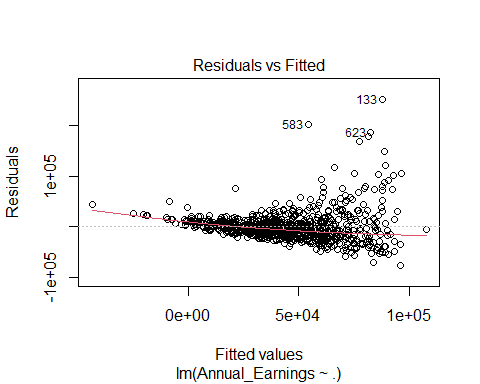 Residuals vs Fitted
133
583
623
1e+05
-1e+05
Residuals
0e+00
5e+04
1e+05
Fitted values
lm(Annual_Earnings ~ .)